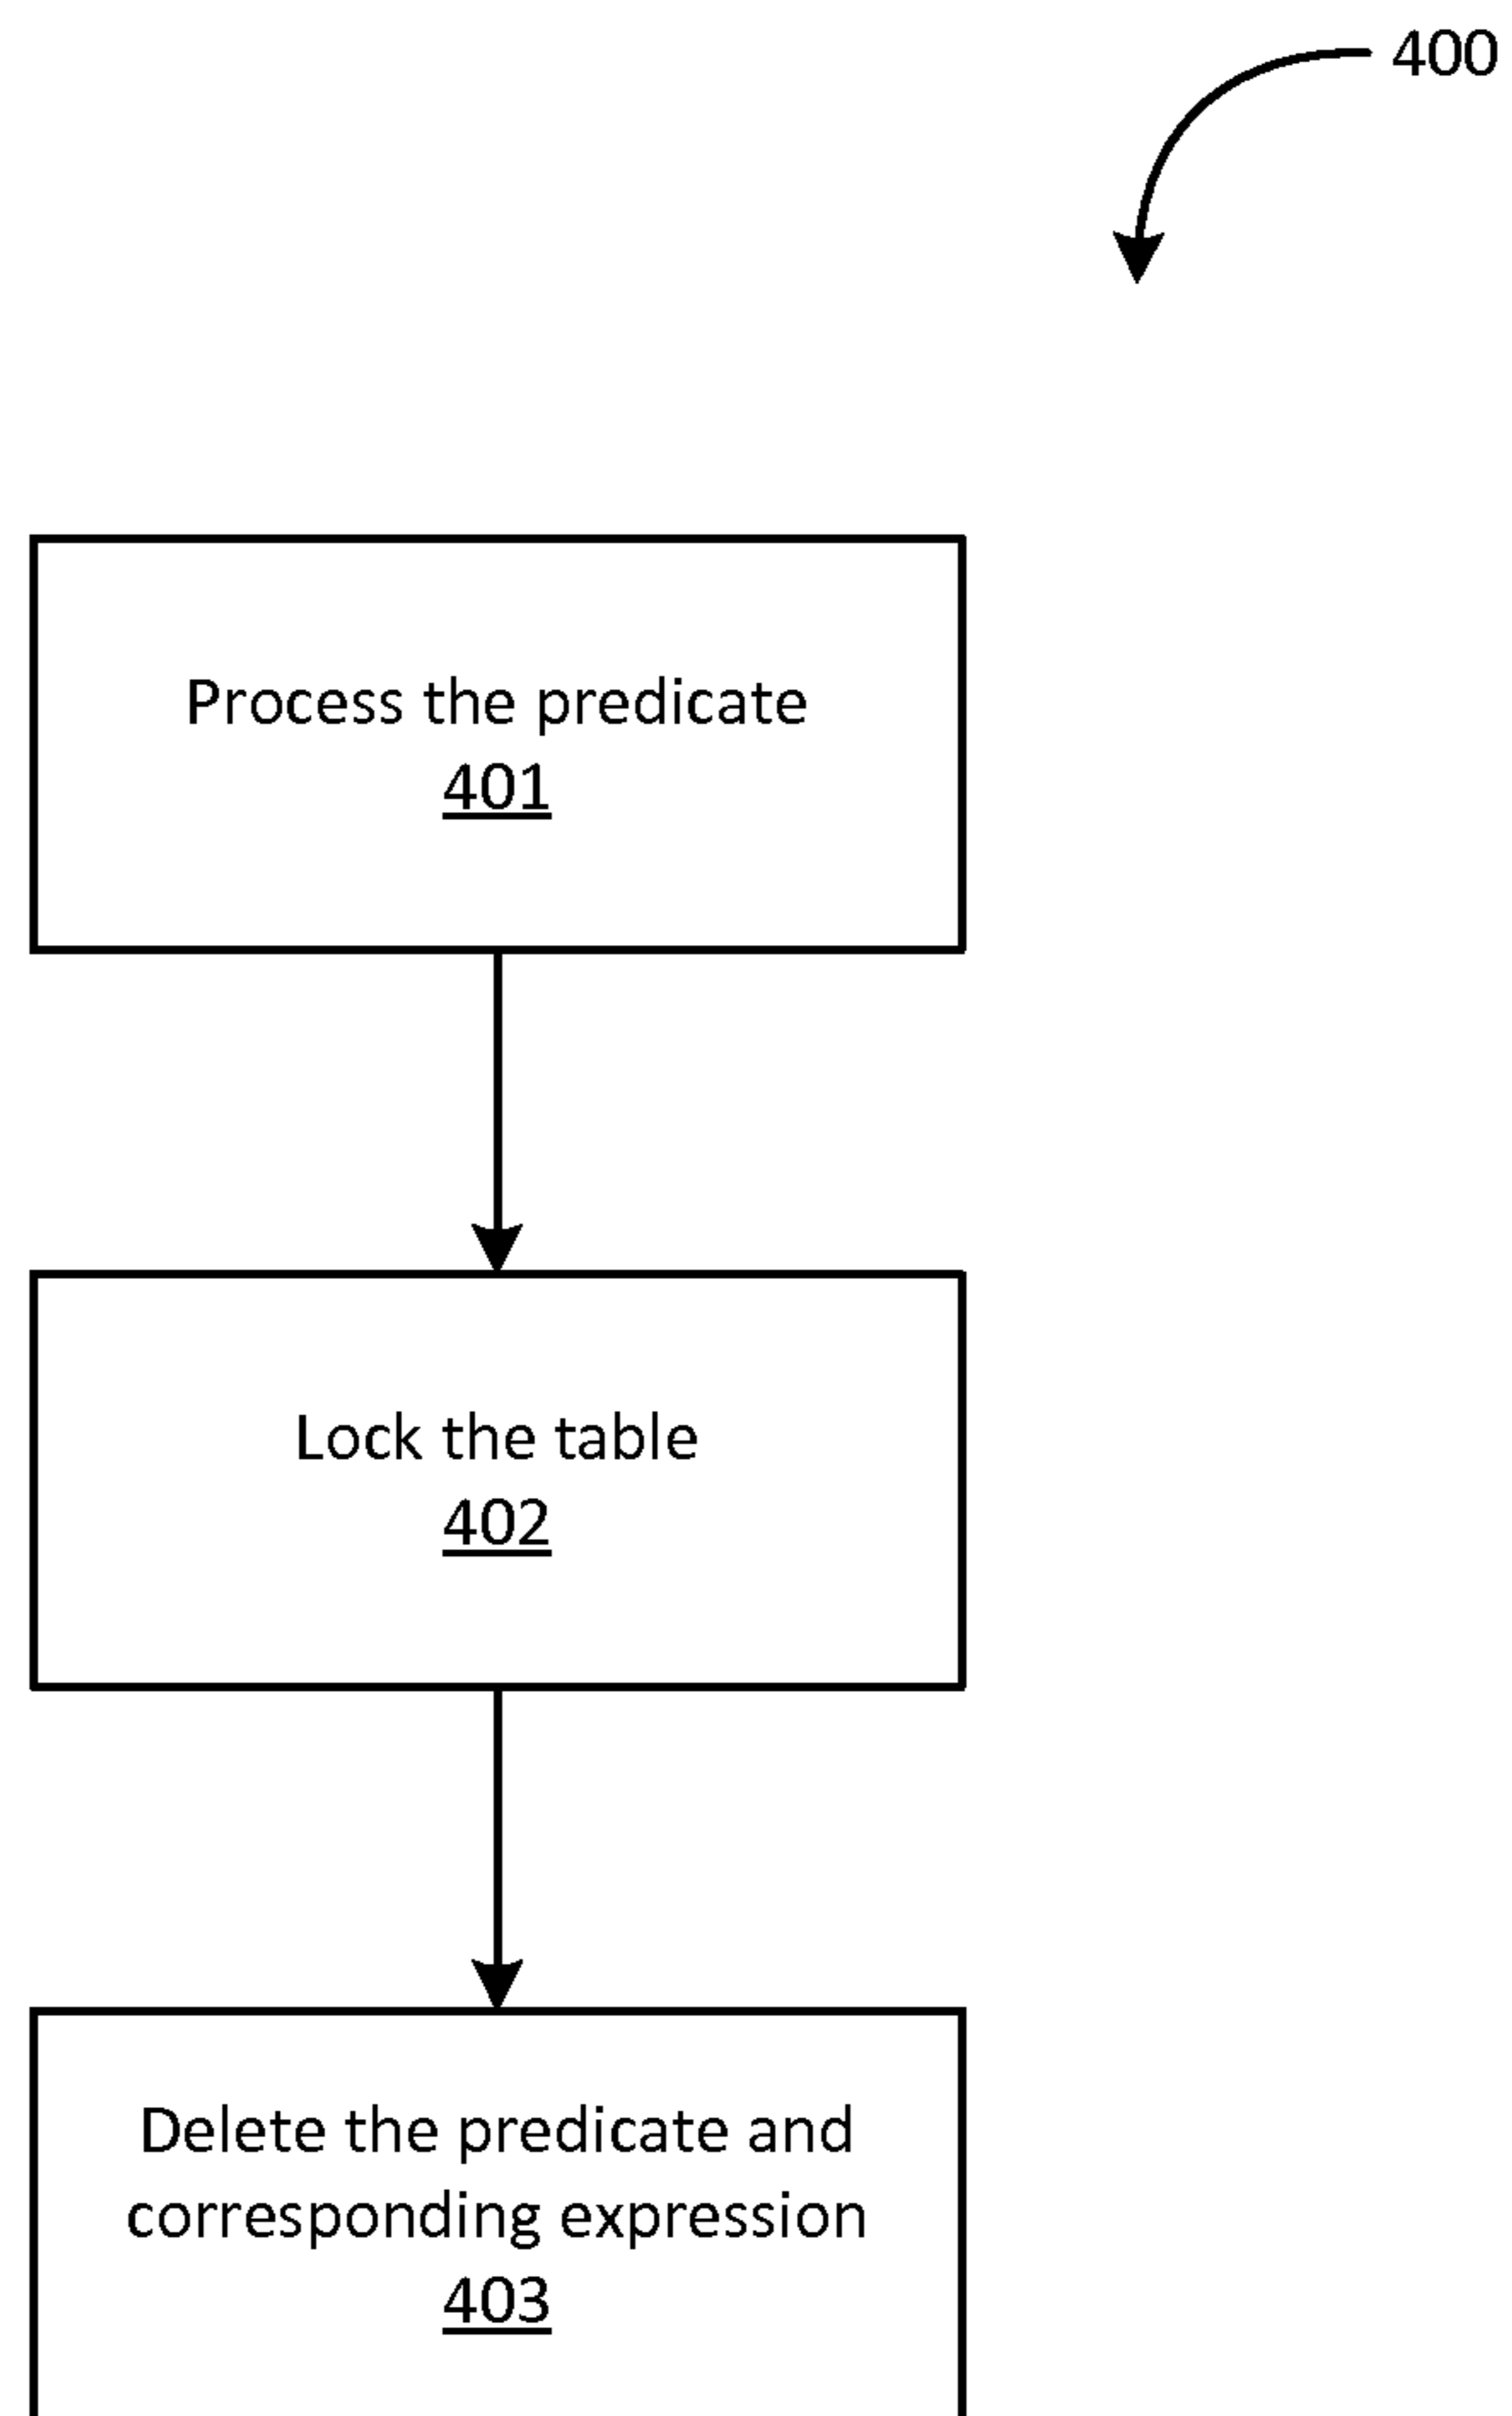 400
Process the predicate
401
Lock the table
402
Delete the predicate and
corresponding expression
403